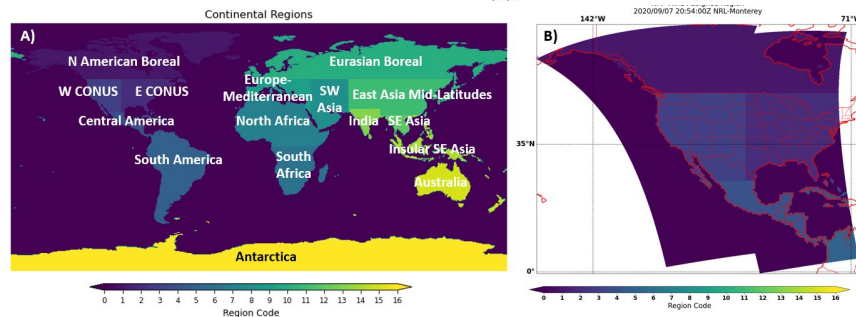 Continental Regions
A)
N American Boreal
Eurasian Boreal
Europe-
Mediterranean
SW
Asia
East Asia Mid-Latitudes
W CONUS
E CONUS
Central America
North Africa
India
SE Asia
South America
South
Africa
Insular SE Asia
Australia
Antarctica
0 1 2 3 4 5 6 7 8 9 10 11 12 13 14 15 16
Region Code
2020/09/07 20:54:00Z NRL-Monterey
142°W
71°W
B)
35°N
0°
0 1 2 3 4 5 6 7 8 9 10 11 12 13 14 15 16
Region Code